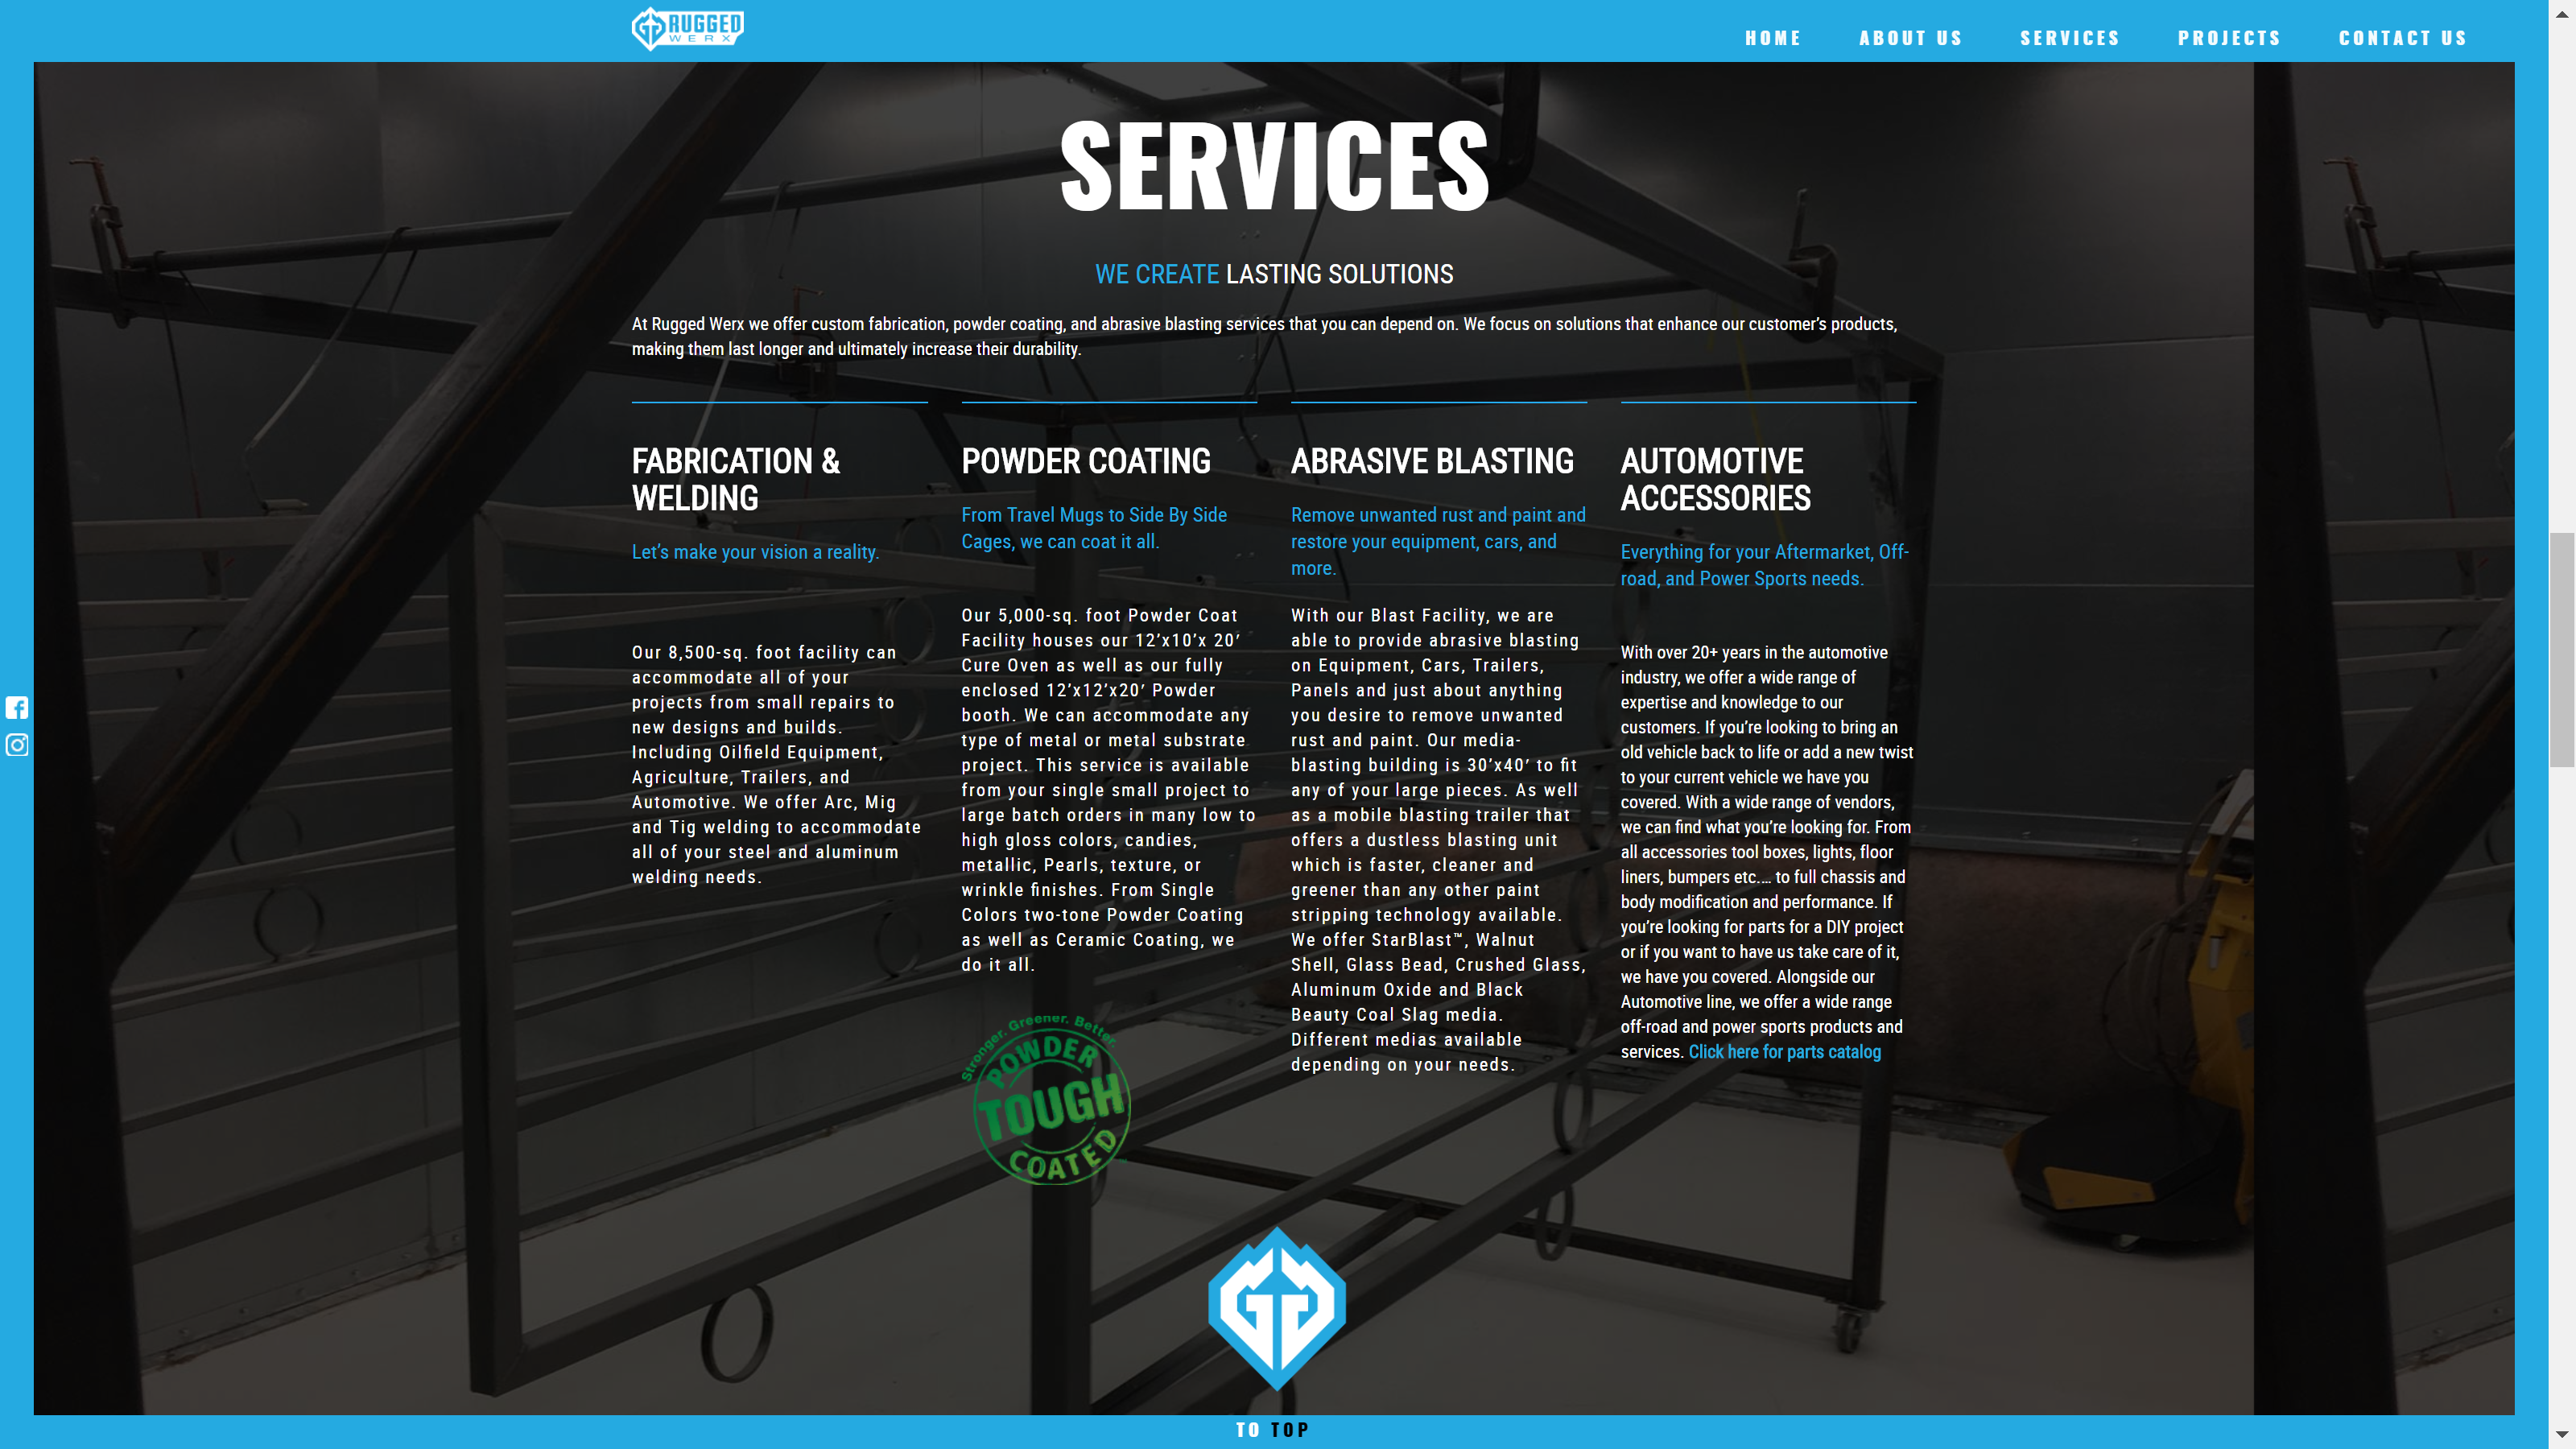 RUGGED
WERX
HOME
ABOUT US
SERVICES
PROJECTS
CONTACT US
SERVICES
WE CREATE LASTING SOLUTIONS
At Rugged Werx we offer custom fabrication, powder coating, and abrasive blasting services that you can depend on. We focus on solutions that enhance our customer’s products,
making them last longer and ultimately increase their durability.
FABRICATION &
WELDING
Let’s make your vision a reality.
Our 8,500-sq. foot facility can
accommodate all of your
projects from small repairs to
new designs and builds.
Including Oilfield Equipment,
Agriculture, Trailers, and
Automotive. We offer Arc, Mig
and Tig welding to accommodate
all of your steel and aluminum
welding needs.
POWDER COATING
From Travel Mugs to Side By Side
Cages, we can coat it all.
Our 5,000-sq. foot Powder Coat
Facility houses our 12’x10’x 20’
Cure Oven as well as our fully
enclosed 12’x12’x20’ Powder
booth. We can accommodate any
type of metal or metal substrate
project. This service is available
from your single small project to
large batch orders in many low to
high gloss colors, candies,
metallic, Pearls, texture, or
wrinkle finishes. From Single
Colors two-tone Powder Coating
as well as Ceramic Coating, we
do it all.
Stronger. Greener. Better.
POWDER
TOUGH
COATED
ABRASIVE BLASTING
Remove unwanted rust and paint and
restore your equipment, cars, and
more.
With our Blast Facility, we are
able to provide abrasive blasting
on Equipment, Cars, Trailers,
Panels and just about anything
you desire to remove unwanted
rust and paint. Our media-
blasting building is 30’x40’ to fit
any of your large pieces. As well
as a mobile blasting trailer that
offers a dustless blasting unit
which is faster, cleaner and
greener than any other paint
stripping technology available.
We offer StarBlast™, Walnut
Shell, Glass Bead, Crushed Glass,
Aluminum Oxide and Black
Beauty Coal Slag media.
Different medias available
depending on your needs.
AUTOMOTIVE
ACCESSORIES
Everything for your Aftermarket, Off-
road, and Power Sports needs.
With over 20+ years in the automotive
industry, we offer a wide range of
expertise and knowledge to our
customers. If you’re looking to bring an
old vehicle back to life or add a new twist
to your current vehicle we have you
covered. With a wide range of vendors,
we can find what you’re looking for. From
all accessories tool boxes, lights, floor
liners, bumpers etc.… to full chassis and
body modification and performance. If
you’re looking for parts for a DIY project
or if you want to have us take care of it,
we have you covered. Alongside our
Automotive line, we offer a wide range
off-road and power sports products and
services. Click here for parts catalog
TO TOP